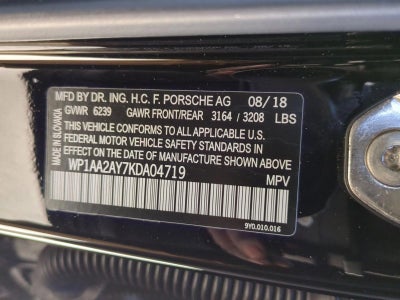 MFD BY DR. ING. H.C. F. PORSCHE AG 08/18
GVWR 6239 GAWR FRONT/REAR 3164 / 3208 LBS
THIS VEHICLE CONFORMS TO ALL APPLICABLE U.S.
FEDERAL MOTOR VEHICLE SAFETY STANDARDS IN
EFFECT ON THE DATE OF MANUFACTURE SHOWN ABOVE
WP1AA2AY7KDA04719 MPV
9Y0.010.016
MADE IN SLOVAKIA